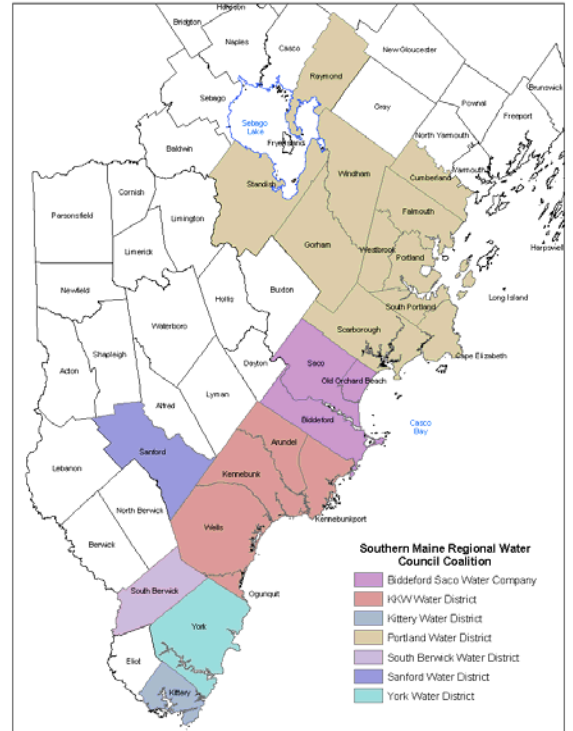 Bridgton
Naples
Casco
New Gloucester
Raymond
Brunswick
Gray
Pownal
Freeport
Sebago
Sebago
Lake
North Yarmouth
Baldwin
Yarmouth
Cumberland
Windham
Standish
Falmouth
Cornish
Parsonsfield
Limington
Gorham
Westbrook
Portland
Harpswell
Limerick
Newfield
Hollis
Buxton
Long Island
South Portland
Waterboro
Scarborough
Shapleigh
Dayton
Saco
Cape Elizabeth
Acton
Old Orchard Beach
Lyman
Alfred
Biddeford
Casco
Bay
Sanford
Arundel
Lebanon
Kennebunk
North Berwick
Kennebunkport
Wells
Berwick
Southern Maine Regional Water
Council Coalition
Biddeford Saco Water Company
KKW Water District
Kittery Water District
Portland Water District
South Berwick Water District
Sanford Water District
York Water District
South Berwick
Ogunquit
York
Eliot
Kittery